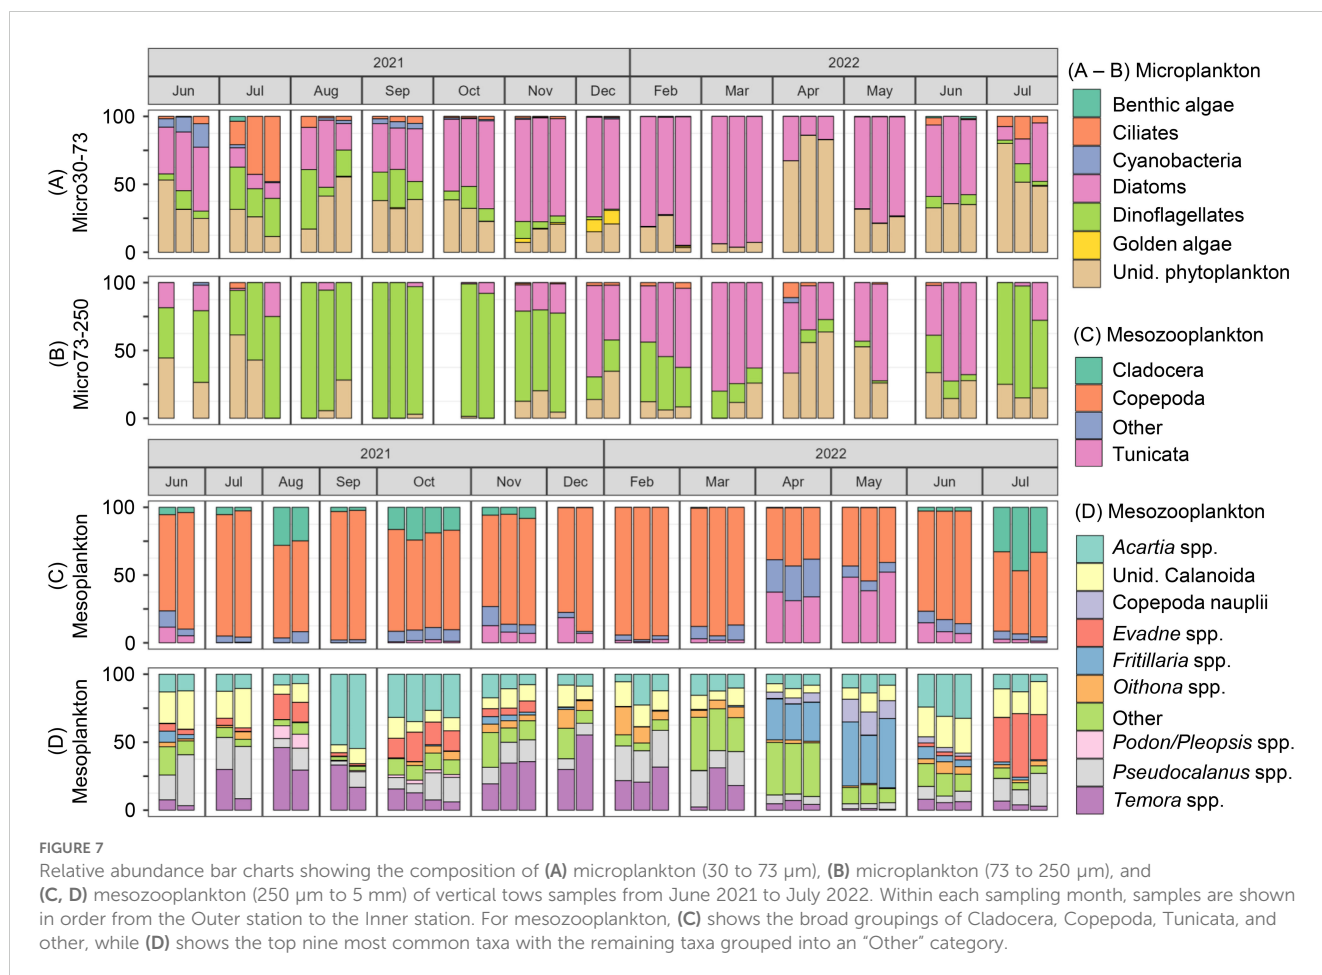 2021 2022
Jun Jul Aug Sep Oct Nov Dec Feb Mar Apr May Jun Jul
(A)
Micro30-73
100
50
0
(B)
Micro73-250
100
50
0
2021 2022
Jun Jul Aug Sep Oct Nov Dec Feb Mar Apr May Jun Jul
(C)
Mesoplankton
100
50
0
(D)
Mesoplankton
100
50
0
(A – B) Microplankton
Benthic algae
Ciliates
Cyanobacteria
Diatoms
Dinoflagellates
Golden algae
Unid. phytoplankton
(C) Mesozooplankton
Cladocera
Copepoda
Other
Tunicata
(D) Mesozooplankton
Acartia spp.
Unid. Calanoida
Copepoda nauplii
Evadne spp.
Fritillaria spp.
Oithona spp.
Other
Podon/Pleopsis spp.
Pseudocalanus spp.
Temora spp.
FIGURE 7
Relative abundance bar charts showing the composition of (A) microplankton (30 to 73 µm), (B) microplankton (73 to 250 µm), and
(C, D) mesozooplankton (250 µm to 5 mm) of vertical tows samples from June 2021 to July 2022. Within each sampling month, samples are shown
in order from the Outer station to the Inner station. For mesozooplankton, (C) shows the broad groupings of Cladocera, Copepoda, Tunicata, and
other, while (D) shows the top nine most common taxa with the remaining taxa grouped into an “Other” category.